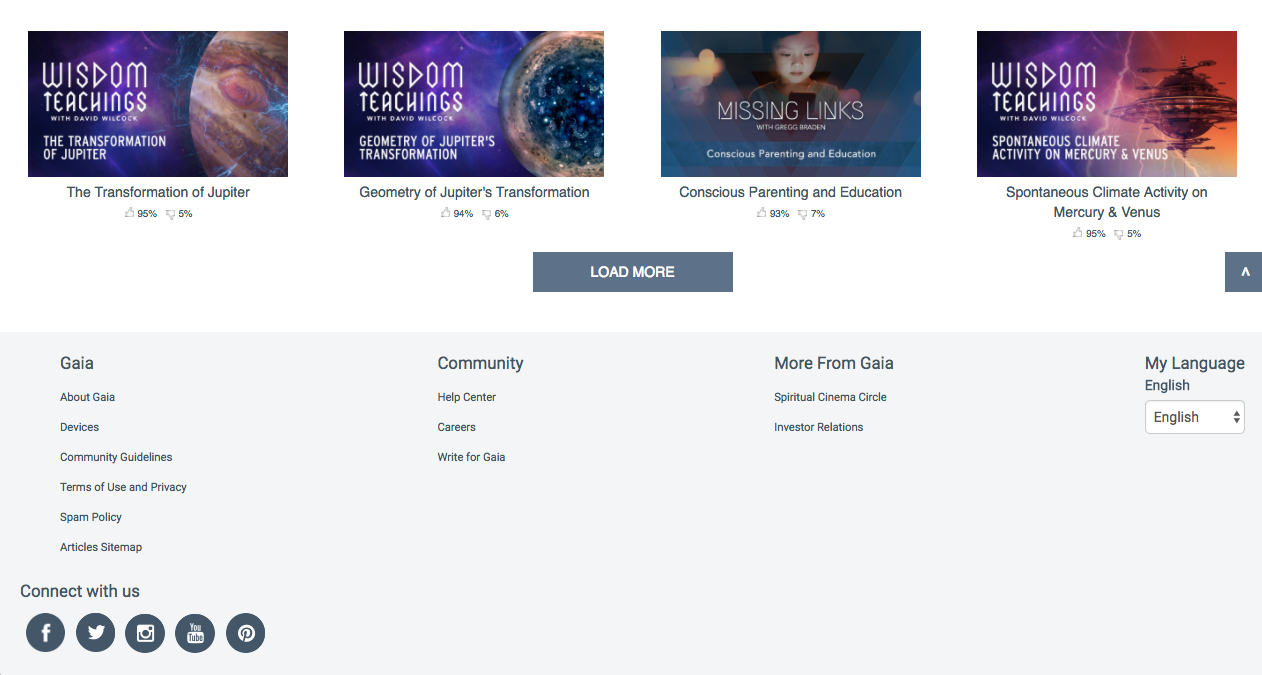 WISDOM
TEACHINGS
WITH DAVID WILCOCK
THE TRANSFORMATION
OF JUPITER
The Transformation of Jupiter
95% 5%
WISDOM
TEACHINGS
WITH DAVID WILCOCK
GEOMETRY OF JUPITER'S
TRANSFORMATION
Geometry of Jupiter's Transformation
94% 6%
MISSING LINKS
WITH GREGG BRADEN
Conscious Parenting and Education
Conscious Parenting and Education
93% 7%
WISDOM
TEACHINGS
WITH DAVID WILCOCK
SPONTANEOUS CLIMATE
ACTIVITY ON MERCURY & VENUS
Spontaneous Climate Activity on
Mercury & Venus
95% 5%
LOAD MORE
^
Gaia
About Gaia
Devices
Community Guidelines
Terms of Use and Privacy
Spam Policy
Articles Sitemap
Community
Help Center
Careers
Write for Gaia
More From Gaia
Spiritual Cinema Circle
Investor Relations
My Language
English
English
Connect with us
f
You
Tube